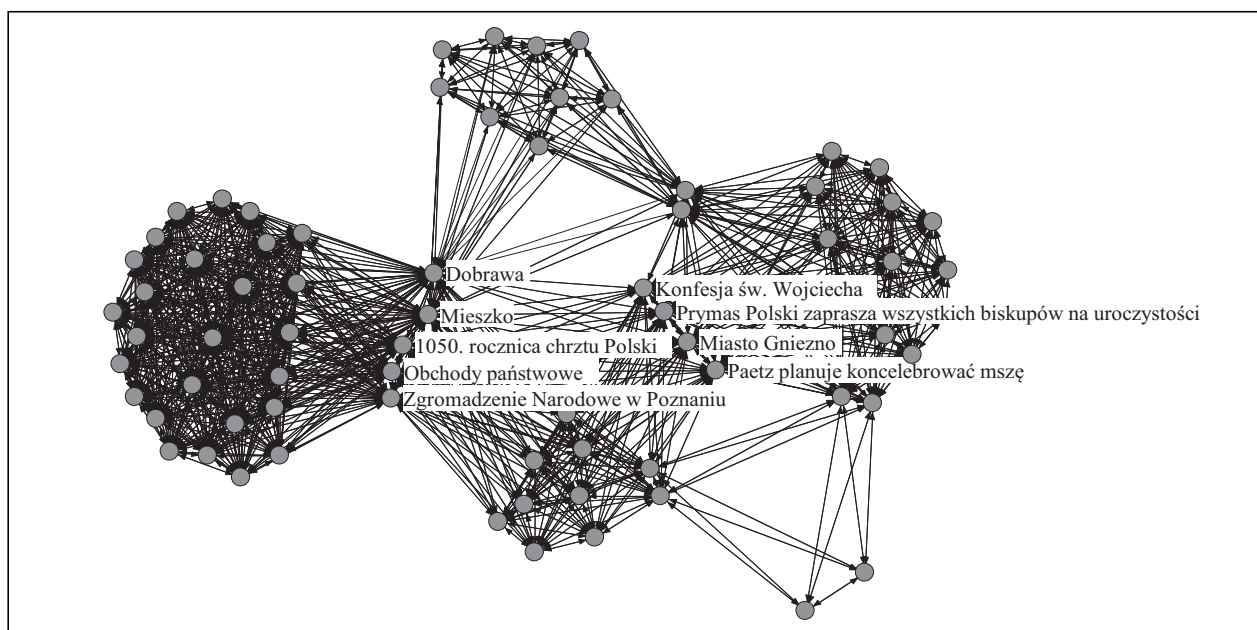 Dobrawa
Konfesja św. Wojciecha
Mieszko
Prymas Polski zaprasza wszystkich biskupów na uroczystości
1050. rocznica chrztu Polski
Miasto Gniezno
Obchody państwowe
Paetz planuje koncelebrować mszę
Zgromadzenie Narodowe w Poznaniu